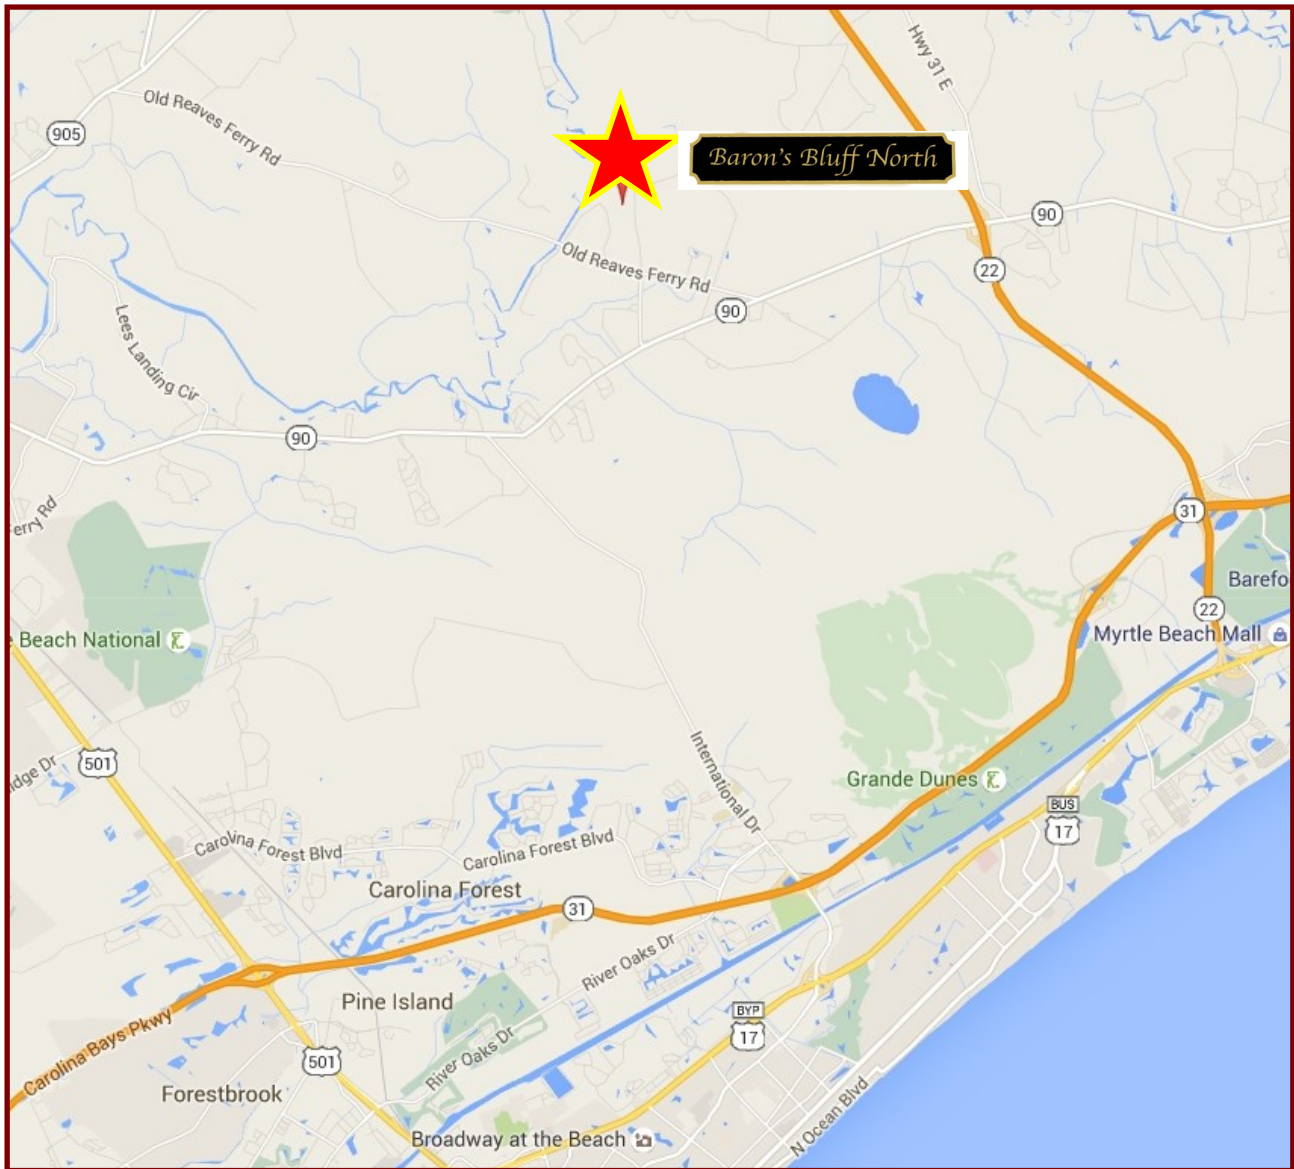 Hwy 31 E
Old Reaves Ferry Rd
905
Baron's Bluff North
90
Old Reaves Ferry Rd
22
90
Lees Landing Cir
90
31
Ferry Rd
Barefo
22
Myrtle Beach Mall
e Beach National
International Dr
501
idge Dr
Grande Dunes
BUS
17
Carolina Forest Blvd
Carolina Forest Blvd
Carolina Forest
31
River Oaks Dr
Pine Island
BYP
17
Carolina Bays Pkwy
501
River Oaks Dr
Forestbrook
N Ocean Blvd
Broadway at the Beach